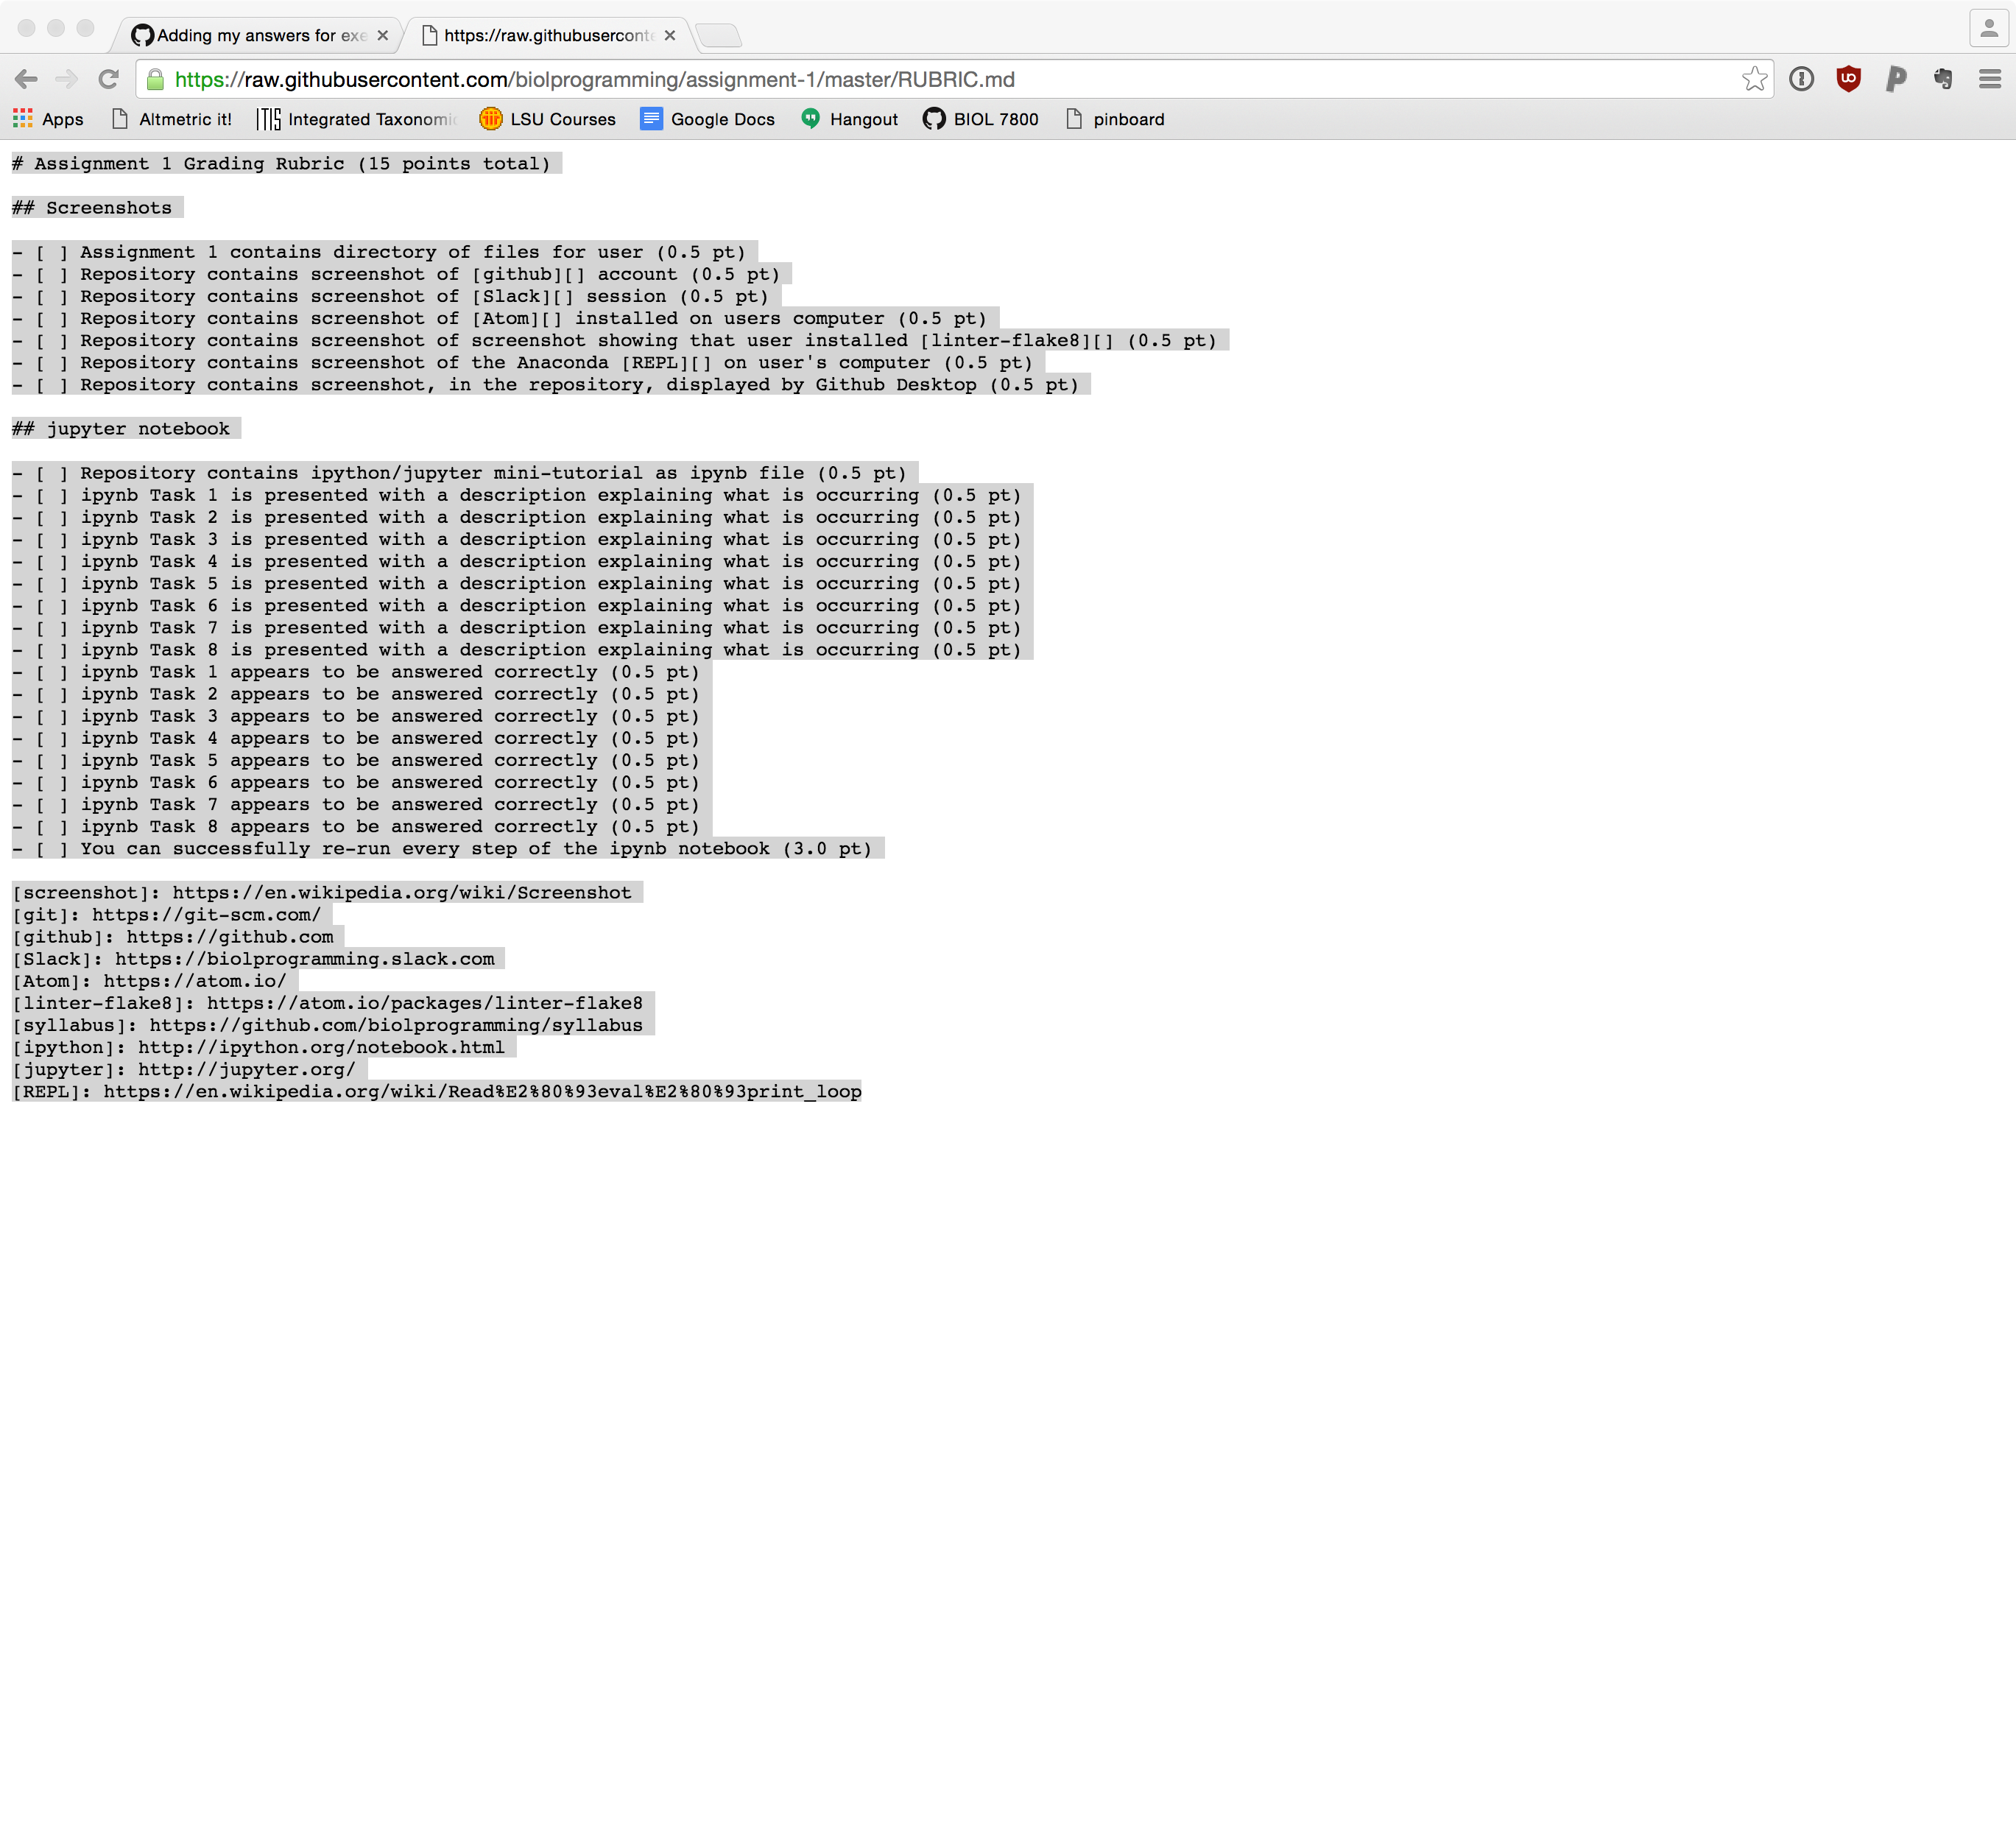 Adding my answers for exe
https://raw.githubuserconte
https://raw.githubusercontent.com/biolprogramming/assignment-1/master/RUBRIC.md
Apps Altmetric it! ITIS Integrated Taxonomic LSU Courses Google Docs Hangout BIOL 7800 pinboard
# Assignment 1 Grading Rubric (15 points total)
## Screenshots
- [ ] Assignment 1 contains directory of files for user (0.5 pt)
- [ ] Repository contains screenshot of [github][] account (0.5 pt)
- [ ] Repository contains screenshot of [Slack][] session (0.5 pt)
- [ ] Repository contains screenshot of [Atom][] installed on users computer (0.5 pt)
- [ ] Repository contains screenshot of screenshot showing that user installed [linter-flake8][] (0.5 pt)
- [ ] Repository contains screenshot of the Anaconda [REPL][] on user's computer (0.5 pt)
- [ ] Repository contains screenshot, in the repository, displayed by Github Desktop (0.5 pt)
## jupyter notebook
- [ ] Repository contains ipython/jupyter mini-tutorial as ipynb file (0.5 pt)
- [ ] ipynb Task 1 is presented with a description explaining what is occurring (0.5 pt)
- [ ] ipynb Task 2 is presented with a description explaining what is occurring (0.5 pt)
- [ ] ipynb Task 3 is presented with a description explaining what is occurring (0.5 pt)
- [ ] ipynb Task 4 is presented with a description explaining what is occurring (0.5 pt)
- [ ] ipynb Task 5 is presented with a description explaining what is occurring (0.5 pt)
- [ ] ipynb Task 6 is presented with a description explaining what is occurring (0.5 pt)
- [ ] ipynb Task 7 is presented with a description explaining what is occurring (0.5 pt)
- [ ] ipynb Task 8 is presented with a description explaining what is occurring (0.5 pt)
- [ ] ipynb Task 1 appears to be answered correctly (0.5 pt)
- [ ] ipynb Task 2 appears to be answered correctly (0.5 pt)
- [ ] ipynb Task 3 appears to be answered correctly (0.5 pt)
- [ ] ipynb Task 4 appears to be answered correctly (0.5 pt)
- [ ] ipynb Task 5 appears to be answered correctly (0.5 pt)
- [ ] ipynb Task 6 appears to be answered correctly (0.5 pt)
- [ ] ipynb Task 7 appears to be answered correctly (0.5 pt)
- [ ] ipynb Task 8 appears to be answered correctly (0.5 pt)
- [ ] You can successfully re-run every step of the ipynb notebook (3.0 pt)
[screenshot]: https://en.wikipedia.org/wiki/Screenshot
[git]: https://git-scm.com/
[github]: https://github.com
[Slack]: https://biolprogramming.slack.com
[Atom]: https://atom.io/
[linter-flake8]: https://atom.io/packages/linter-flake8
[syllabus]: https://github.com/biolprogramming/syllabus
[ipython]: http://ipython.org/notebook.html
[jupyter]: http://jupyter.org/
[REPL]: https://en.wikipedia.org/wiki/Read%E2%80%93eval%E2%80%93print_loop